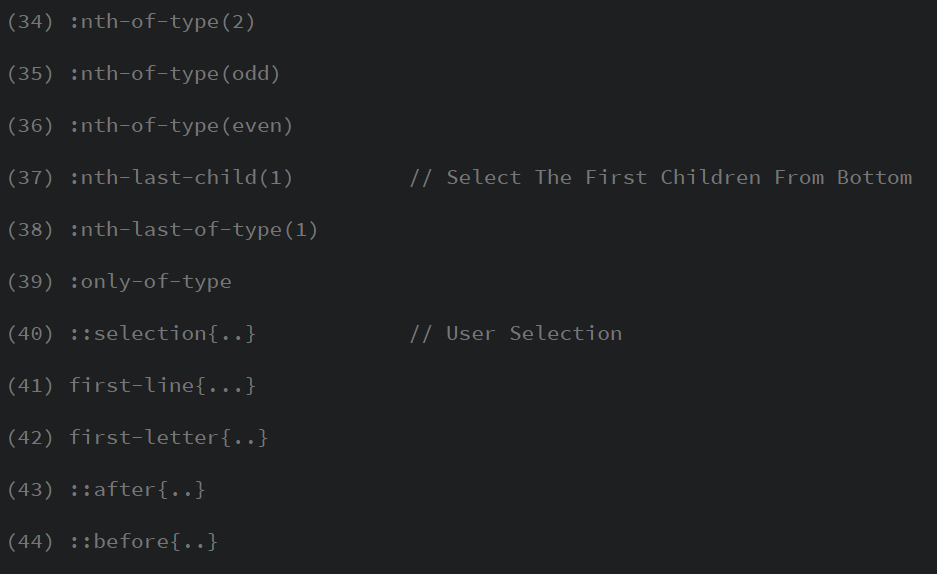 (34) :nth-of-type(2)
(35) :nth-of-type(odd)
(36) :nth-of-type(even)
(37) :nth-last-child(1) // Select The First Children From Bottom
(38) :nth-last-of-type(1)
(39) :only-of-type
(40) ::selection{..} // User Selection
(41) first-line{...}
(42) first-letter{..}
(43) ::after{..}
(44) ::before{..}